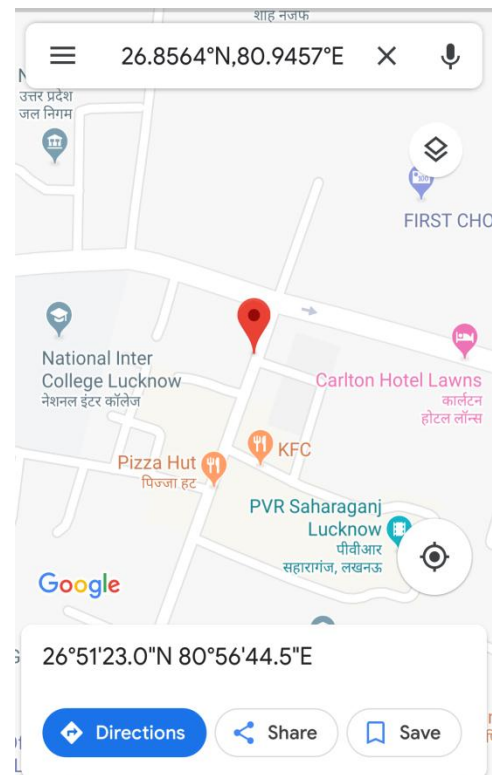 शाह नजफ
26.8564°N,80.9457°E
उत्तर प्रदेश
जल निगम
FIRST CHO
National Inter
College Lucknow
नेशनल इंटर कॉलेज
Carlton Hotel Lawns
कार्लटन
होटल लॉन्स
KFC
Pizza Hut
पिज्जा हट
PVR Saharaganj
Lucknow
पीवीआर
सहारागंज, लखनऊ
Google
26°51'23.0"N 80°56'44.5"E
Directions
Share
Save